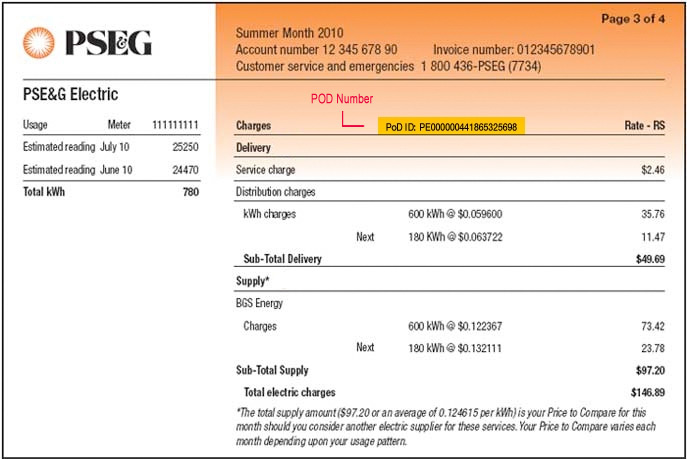 Page 3 of 4
PSE&G
Summer Month 2010
Account number 12 345 678 90 Invoice number: 012345678901
Customer service and emergencies 1 800 436-PSEG (7734)
PSE&G Electric
POD Number
Usage Meter 111111111
Estimated reading July 10 25250
Estimated reading June 10 24470
Total kWh 780
Charges PoD ID: PE000000441865325698 Rate - RS
Delivery
Service charge $2.46
Distribution charges
kWh charges 600 kWh @ $0.059600 35.76
Next 180 kWh @ $0.063722 11.47
Sub-Total Delivery $49.69
Supply*
BGS Energy
Charges 600 kWh @ $0.122367 73.42
Next 180 kWh @ $0.132111 23.78
Sub-Total Supply $97.20
Total electric charges $146.89
*The total supply amount ($97.20 or an average of 0.124615 per kWh) is your Price to Compare for this
month should you consider another electric supplier for these services. Your Price to Compare varies each
month depending upon your usage pattern.